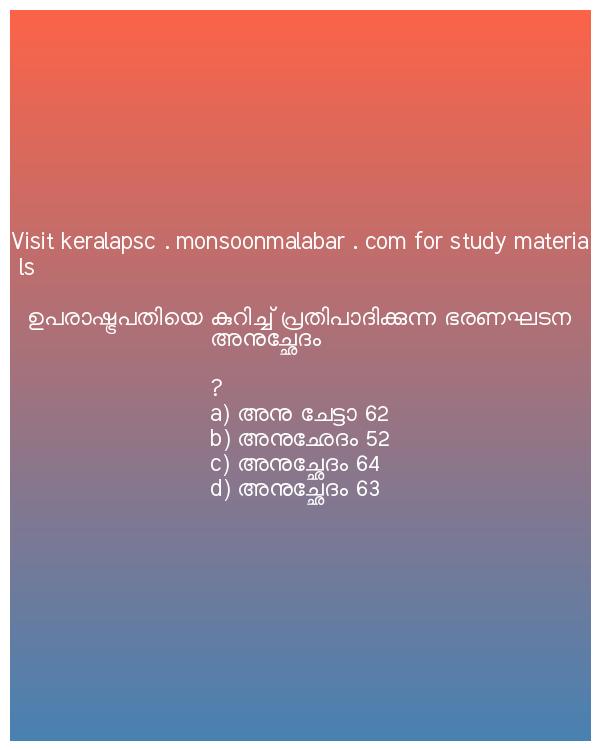 Visit keralapsc . monsoonmalabar . com for study materia
ls
ഉപരാഷ്ട്രപതിയെ കുറിച്ച് പ്രതിപാദിക്കുന്ന ഭരണഘടന
അനുച്ഛേദം
?
a) അനു ചേട്ടാ 62
b) അനുഛേദം 52
c) അനുച്ഛേദം 64
d) അനുച്ഛേദം 63